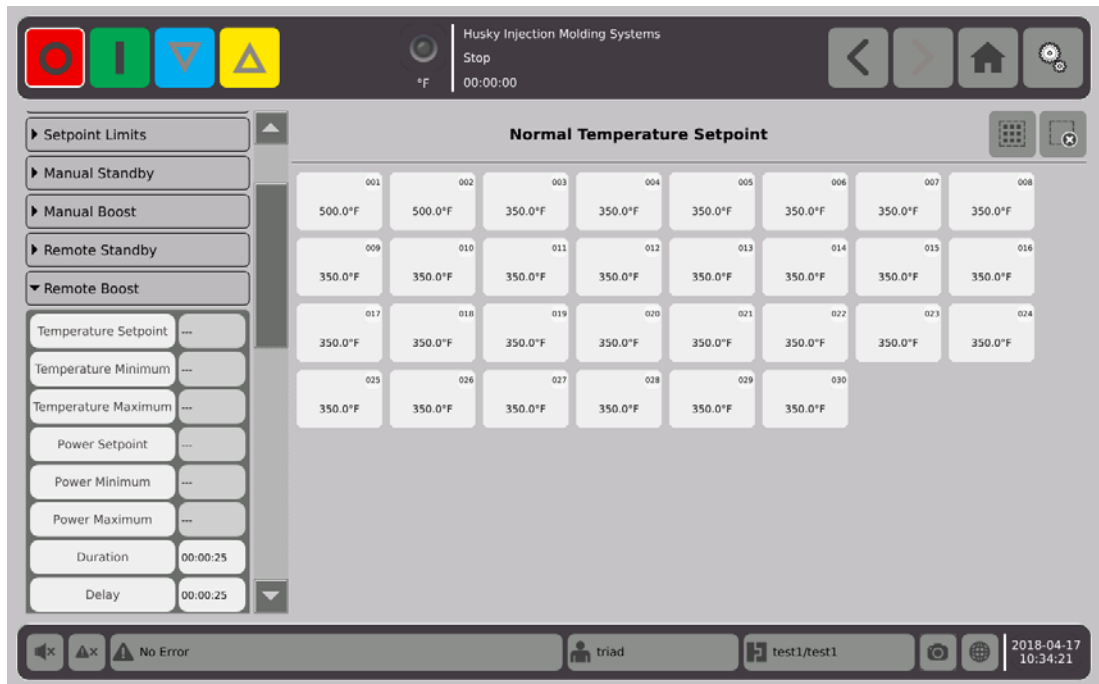 Husky Injection Molding Systems
Stop
°F
00:00:00
Setpoint Limits
Manual Standby
Manual Boost
Remote Standby
Remote Boost
Temperature Setpoint ---
Temperature Minimum ---
Temperature Maximum ---
Power Setpoint ---
Power Minimum ---
Power Maximum ---
Duration 00:00:25
Delay 00:00:25
Normal Temperature Setpoint
001 002 003 004 005 006 007 008
500.0°F 500.0°F 350.0°F 350.0°F 350.0°F 350.0°F 350.0°F 350.0°F
009 010 011 012 013 014 015 016
350.0°F 350.0°F 350.0°F 350.0°F 350.0°F 350.0°F 350.0°F 350.0°F
017 018 019 020 021 022 023 024
350.0°F 350.0°F 350.0°F 350.0°F 350.0°F 350.0°F 350.0°F 350.0°F
025 026 027 028 029 030
350.0°F 350.0°F 350.0°F 350.0°F 350.0°F 350.0°F
No Error
triad
test1/test1
2018-04-17
10:34:21